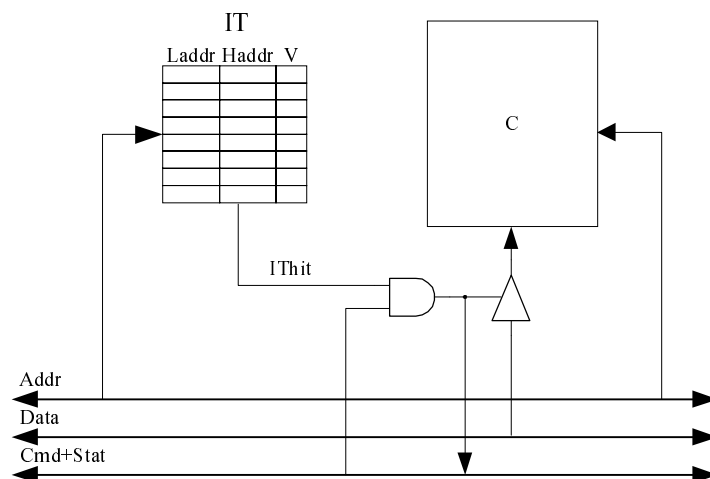 IT
Laddr Haddr V
C
IThit
Addr
Data
Cmd+Stat